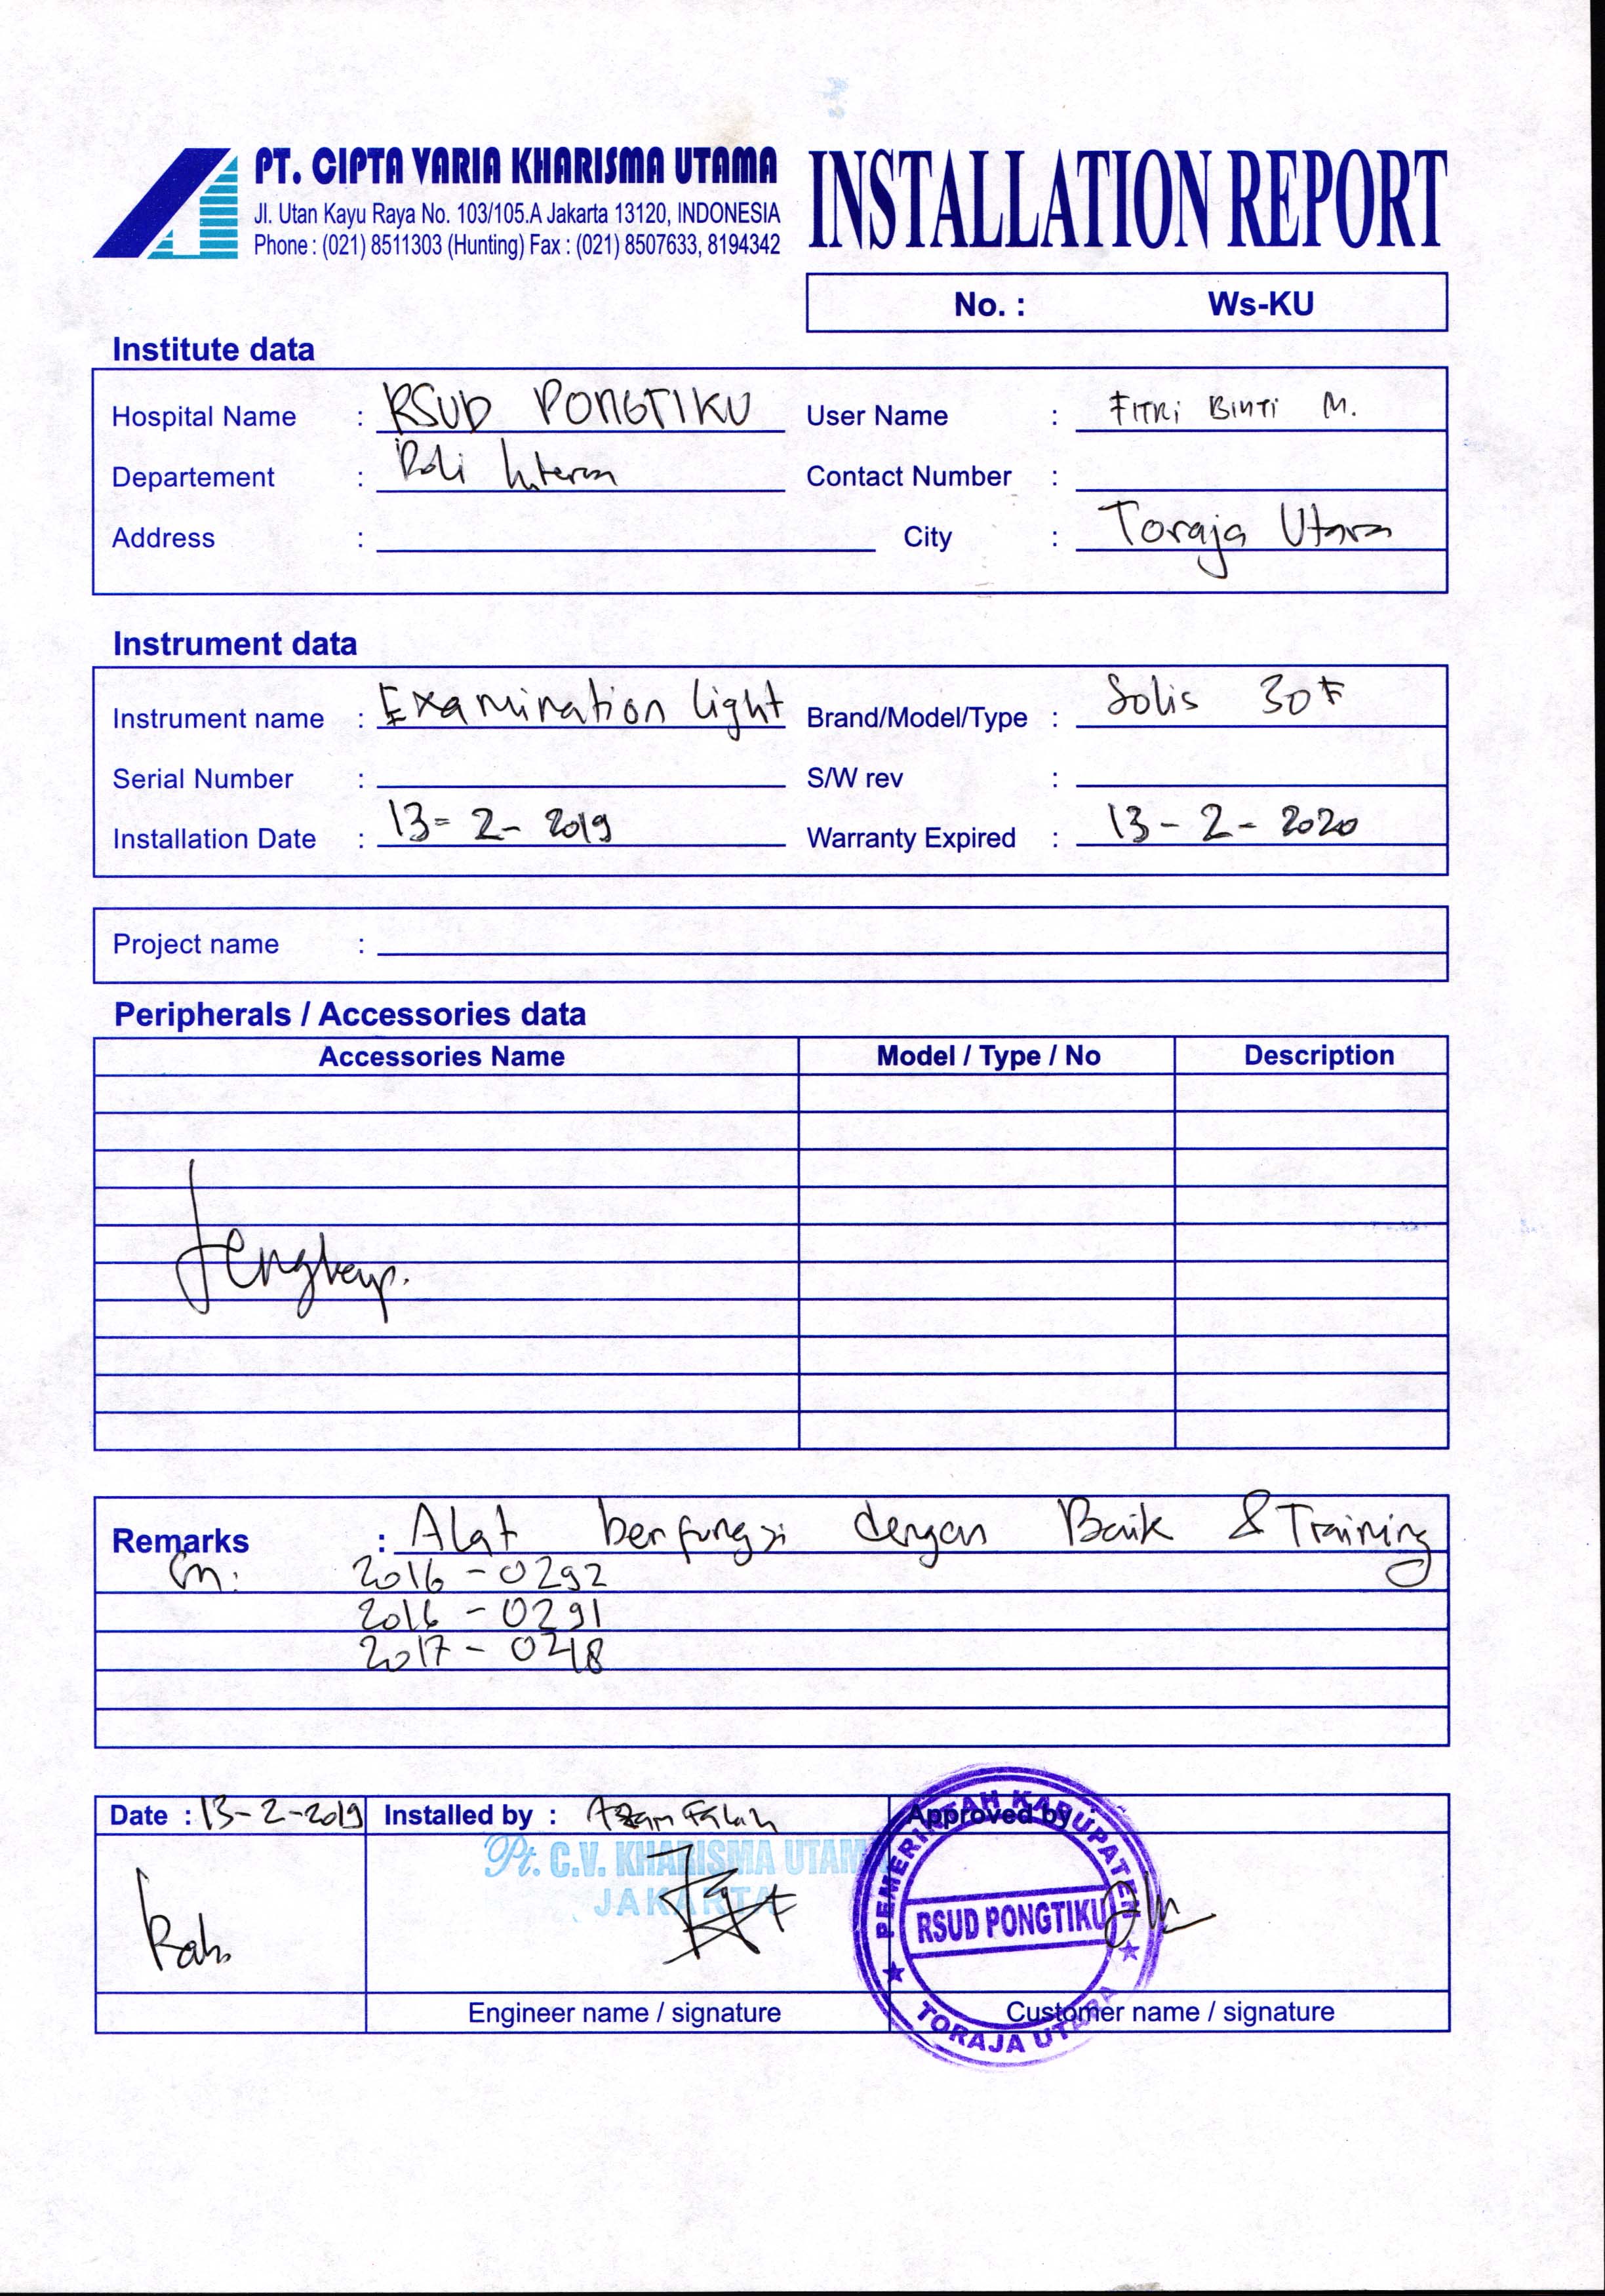 PT. CIPTA VARIA KHARISMA UTAMA
Jl. Utan Kayu Raya No. 103/105.A Jakarta 13120, INDONESIA
Phone : (021) 8511303 (Hunting) Fax : (021) 8507633, 8194342
INSTALLATION REPORT
No. : Ws-KU
Institute data
Hospital Name : RSUD PONGTIKU User Name : FITRI BINTI M.
Departement : Poli Interna Contact Number :
Address : City : Toraja Utara
Instrument data
Instrument name : Examination light Brand/Model/Type : Solis 30F
Serial Number : S/W rev :
Installation Date : 13-2-2019 Warranty Expired : 13-2-2020
Project name :
Peripherals / Accessories data
Accessories Name Model / Type / No Description
Lengkap.
Remarks : Alat berfungsi dengan Baik & Training
Sn: 2016-0292
2016-0291
2017-0218
Date : 13-2-2019 Installed by : Azam Falah Approved by :
Pt. C.V. KHARISMA UTAMA
JAKARTA
PEMERINTAH KABUPATEN
RSUD PONGTIKU
TORAJA UTARA
Engineer name / signature Customer name / signature